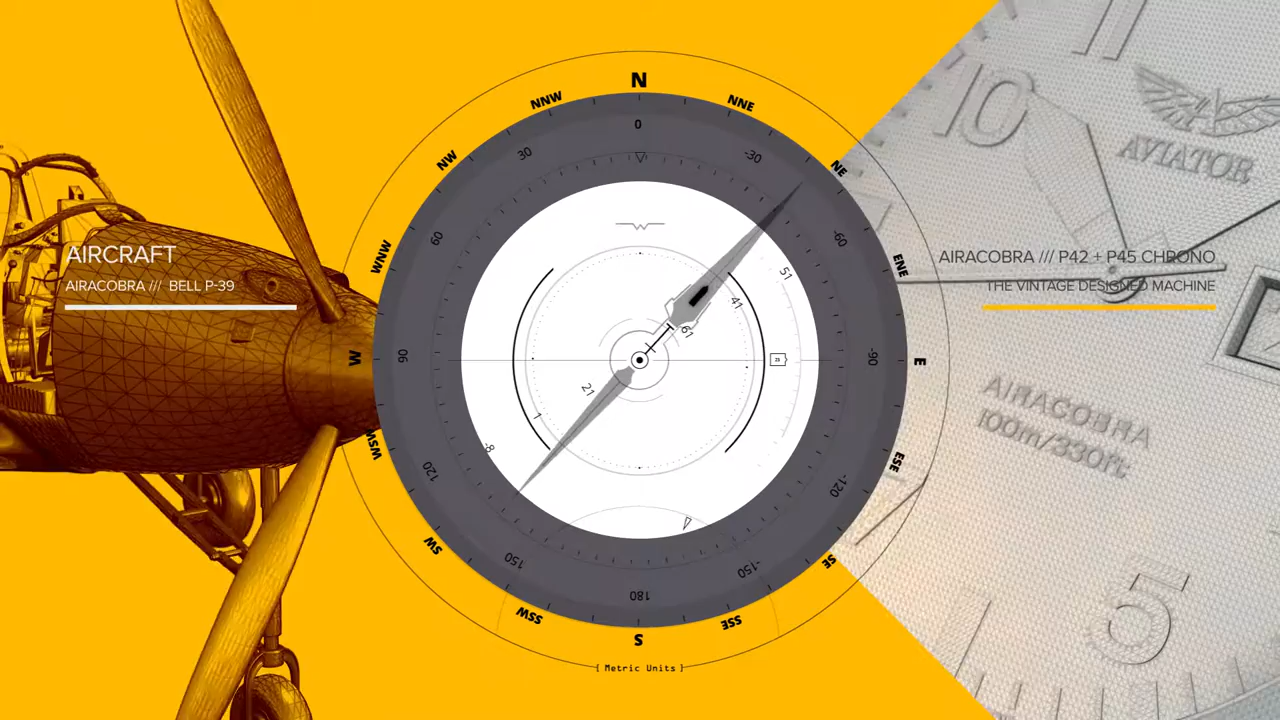 AIRCRAFT
AIRACOBRA /// BELL P-39
N
NNW
NNE
NW
NE
WNW
ENE
W
E
WSW
ESE
SW
SE
SSW
SSE
S
0
30
-30
60
-60
90
-90
120
-120
150
-150
180
51
41
61
21
1
-8
[ Metric Units ]
11
10
AVIATOR
AIRACOBRA /// P42 + P45 CHRONO
THE VINTAGE DESIGNED MACHINE
AIRACOBRA
100m/330ft
5